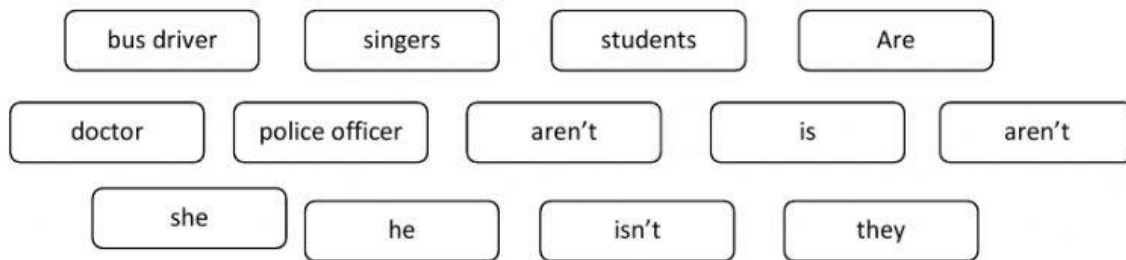 bus driver singers students Are
doctor police officer aren't is aren't
she he isn't they